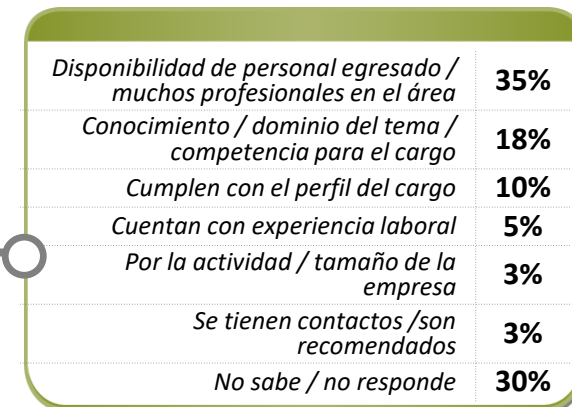 Disponibilidad de personal egresado /
muchos profesionales en el área
35%
Conocimiento / dominio del tema /
competencia para el cargo
18%
Cumplen con el perfil del cargo
10%
Cuentan con experiencia laboral
5%
Por la actividad / tamaño de la
empresa
3%
Se tienen contactos /son
recomendados
3%
No sabe / no responde
30%